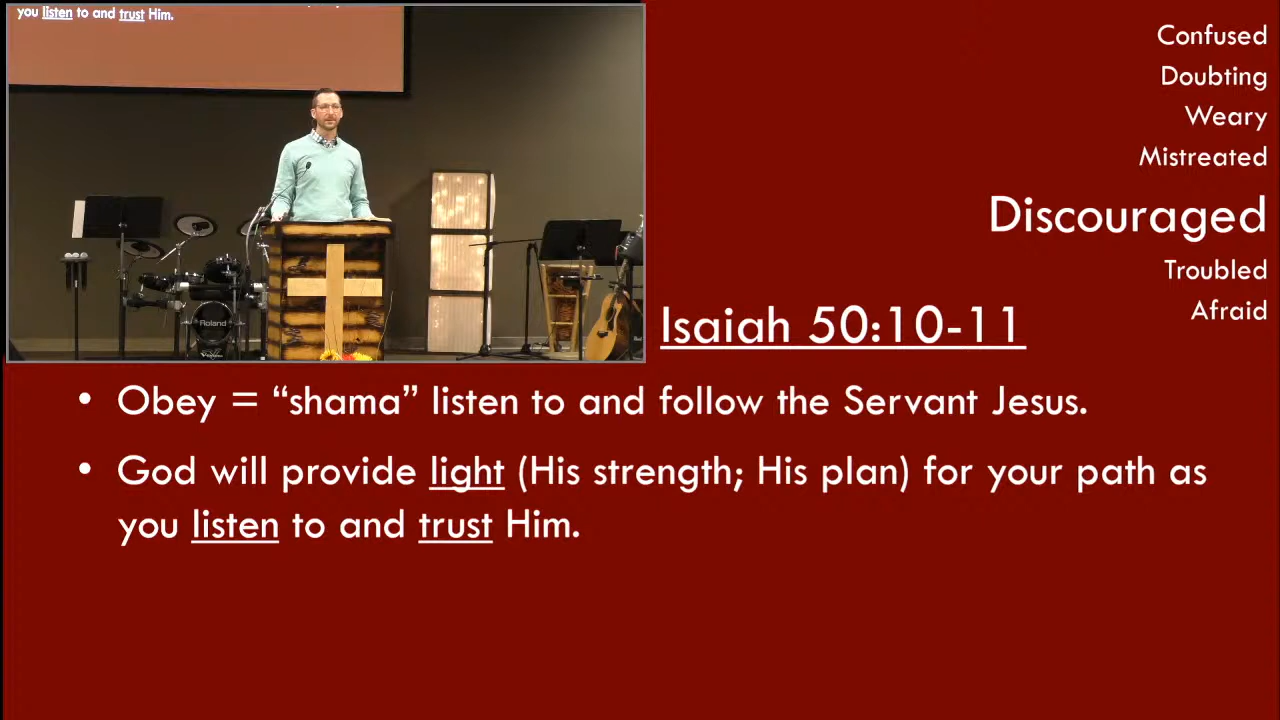 you listen to and trust Him.
Confused
Doubting
Weary
Mistreated
Discouraged
Troubled
Afraid
Roland
Isaiah 50:10-11
• Obey = “shama” listen to and follow the Servant Jesus.
• God will provide light (His strength; His plan) for your path as
you listen to and trust Him.